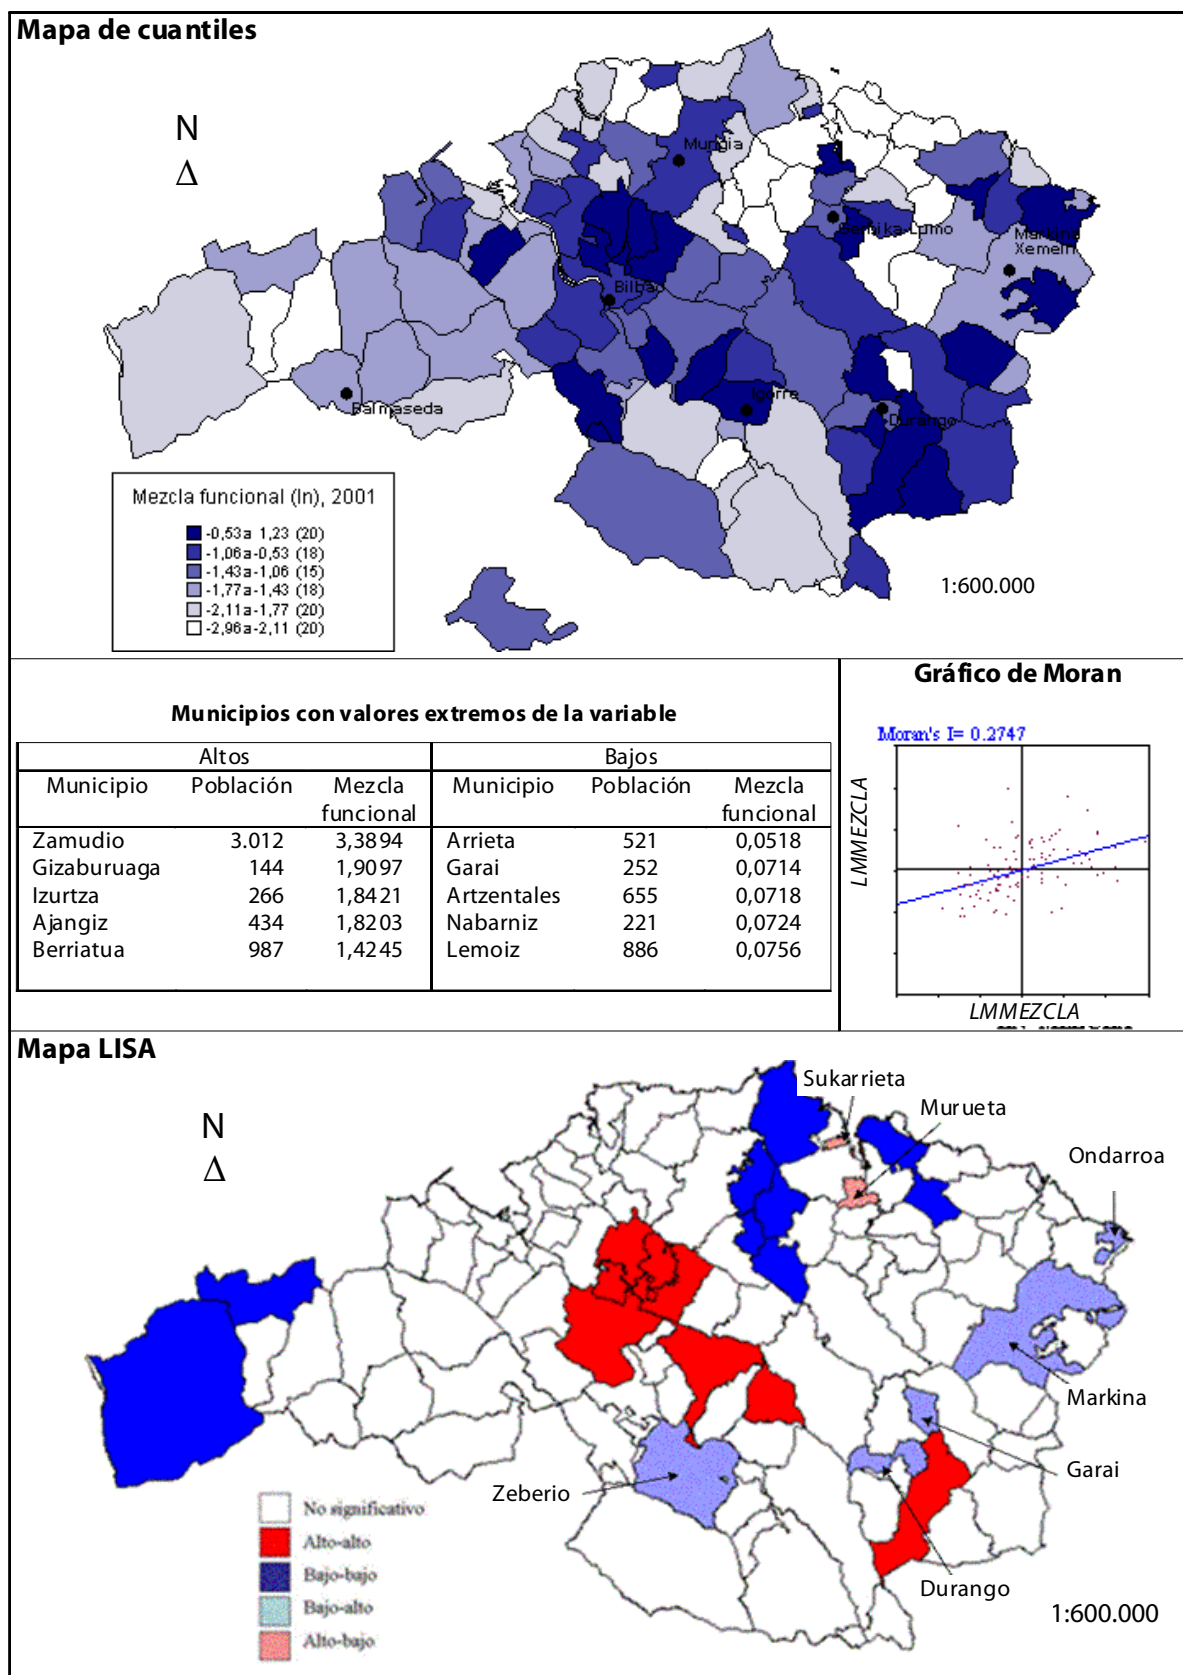 Mapa de cuantiles
N
Δ
Mungia
Gernika-Lumo
Markina
Xemein
Bilbao
Balmaseda
Igorre
Durango
Mezcla funcional (ln), 2001
-0,53a 1,23 (20)
-1,06a-0,53 (18)
-1,43a-1,06 (15)
-1,77a-1,43 (18)
-2,11a-1,77 (20)
-2,96a-2,11 (20)
1:600.000
Municipios con valores extremos de la variable
Altos Bajos
Municipio Población Mezcla funcional Municipio Población Mezcla funcional
Zamudio 3.012 3,3894 Arrieta 521 0,0518
Gizaburuaga 144 1,9097 Garai 252 0,0714
Izurtza 266 1,8421 Artzentales 655 0,0718
Ajangiz 434 1,8203 Nabarniz 221 0,0724
Berriatua 987 1,4245 Lemoiz 886 0,0756
Gráfico de Moran
Moran's I= 0.2747
LMMEZCLA
LMMEZCLA
Mapa LISA
N
Δ
Sukarrieta
Murueta
Ondarroa
Markina
Garai
Zeberio
Durango
No significativo
Alto-alto
Bajo-bajo
Bajo-alto
Alto-bajo
1:600.000